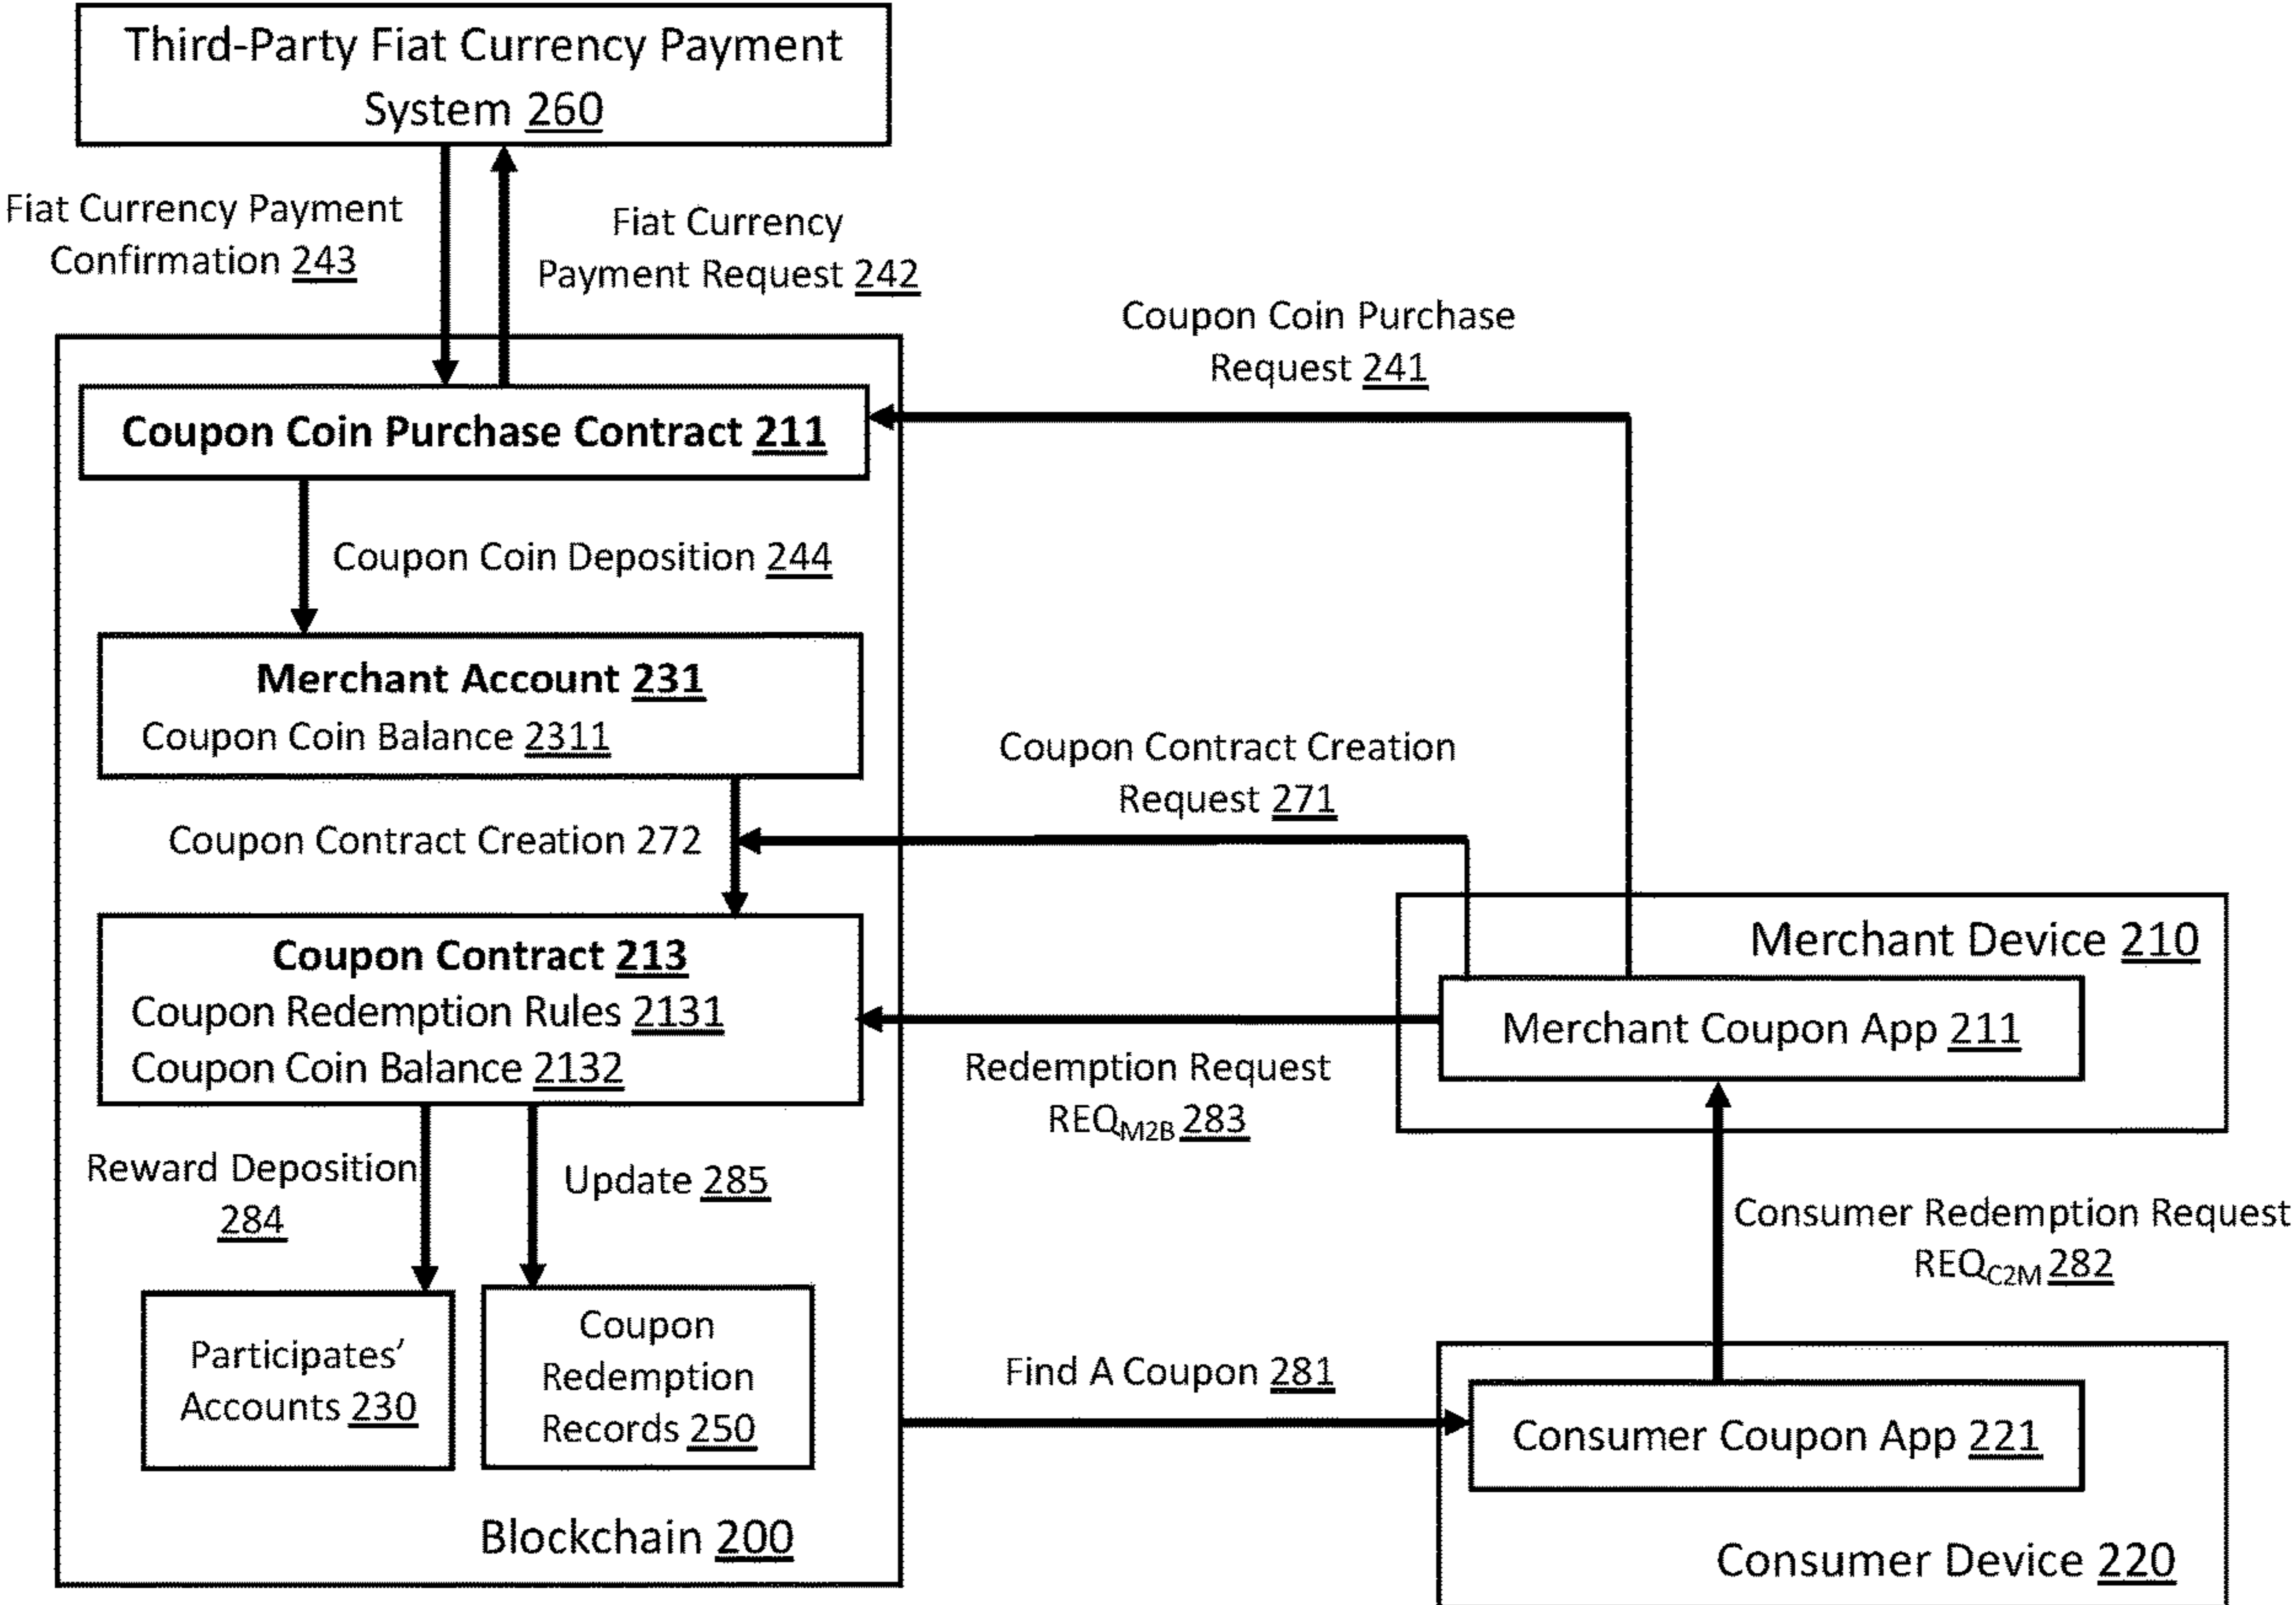 Third-Party Fiat Currency Payment
System 260
Fiat Currency Payment
Confirmation 243
Fiat Currency
Payment Request 242
Coupon Coin Purchase
Request 241
Coupon Coin Purchase Contract 211
Coupon Coin Deposition 244
Merchant Account 231
Coupon Coin Balance 2311
Coupon Contract Creation
Request 271
Coupon Contract Creation 272
Coupon Contract 213
Coupon Redemption Rules 2131
Coupon Coin Balance 2132
Merchant Device 210
Merchant Coupon App 211
Redemption Request
REQM2B 283
Reward Deposition
284
Update 285
Consumer Redemption Request
REQC2M 282
Participates’
Accounts 230
Coupon
Redemption
Records 250
Find A Coupon 281
Consumer Coupon App 221
Blockchain 200
Consumer Device 220